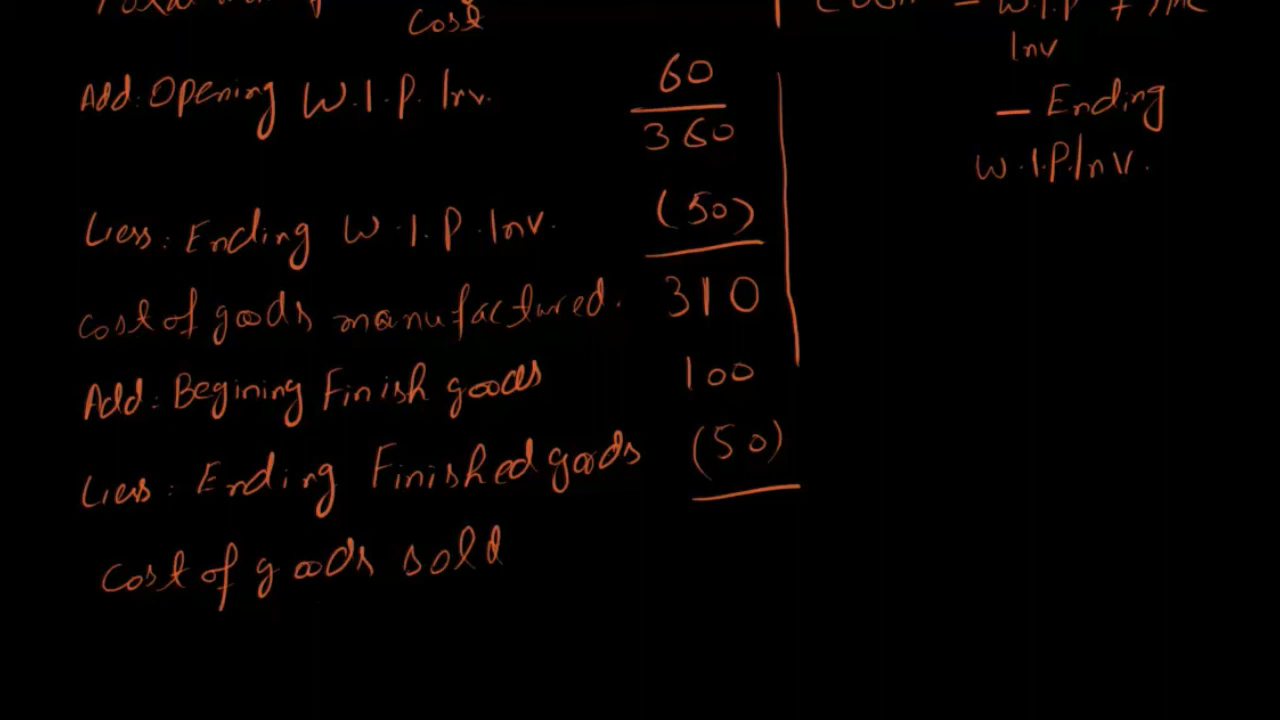 Cost
Inv
Add: Opening W.I.P. Inv. 60
360
— Ending
W.I.P. Inv.
Less: Ending W.I.P. Inv. (50)
Cost of goods manufactured. 310
Add: Begining Finish goods 100
Less: Ending Finished goods (50)
Cost of goods sold